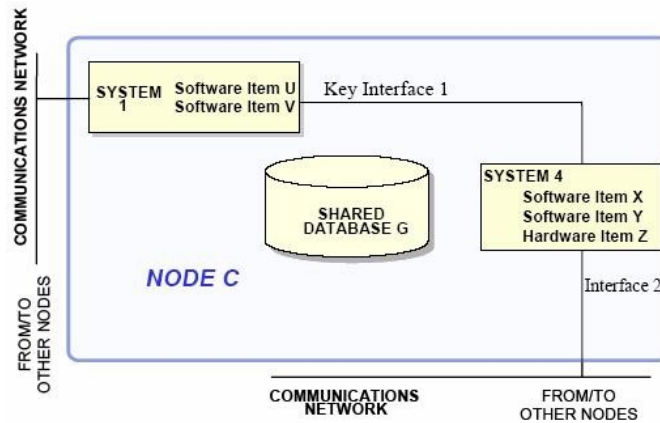 COMMUNICATIONS NETWORK
FROM/TO
OTHER NODES
SYSTEM
1
Software Item U
Software Item V
Key Interface 1
SHARED
DATABASE G
SYSTEM 4
Software Item X
Software Item Y
Hardware Item Z
NODE C
Interface 2
COMMUNICATIONS
NETWORK
FROM/TO
OTHER NODES